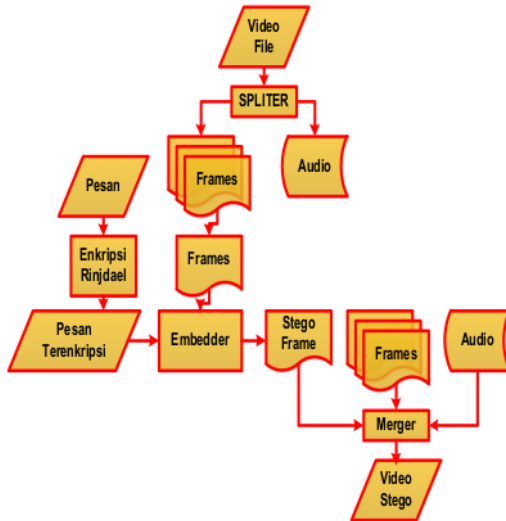 Video
File
SPLITER
Frames
Audio
Pesan
Enkripsi
Rinjdael
Frames
Pesan
Terenkripsi
Embedder
Stego
Frame
Frames
Audio
Merger
Video
Stego